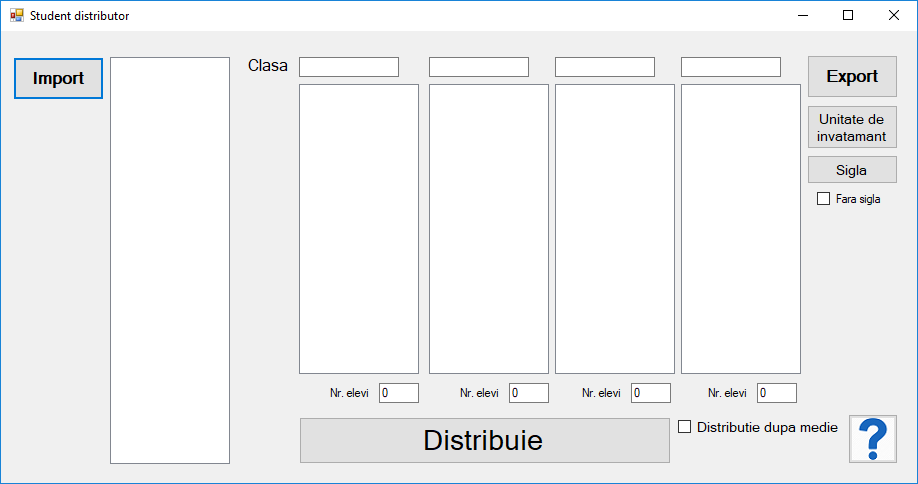 Student distributor
Import
Clasa
Export
Unitate de
invatamant
Sigla
Fara sigla
Nr. elevi 0
Nr. elevi 0
Nr. elevi 0
Nr. elevi 0
Distribuie
Distributie dupa medie
?